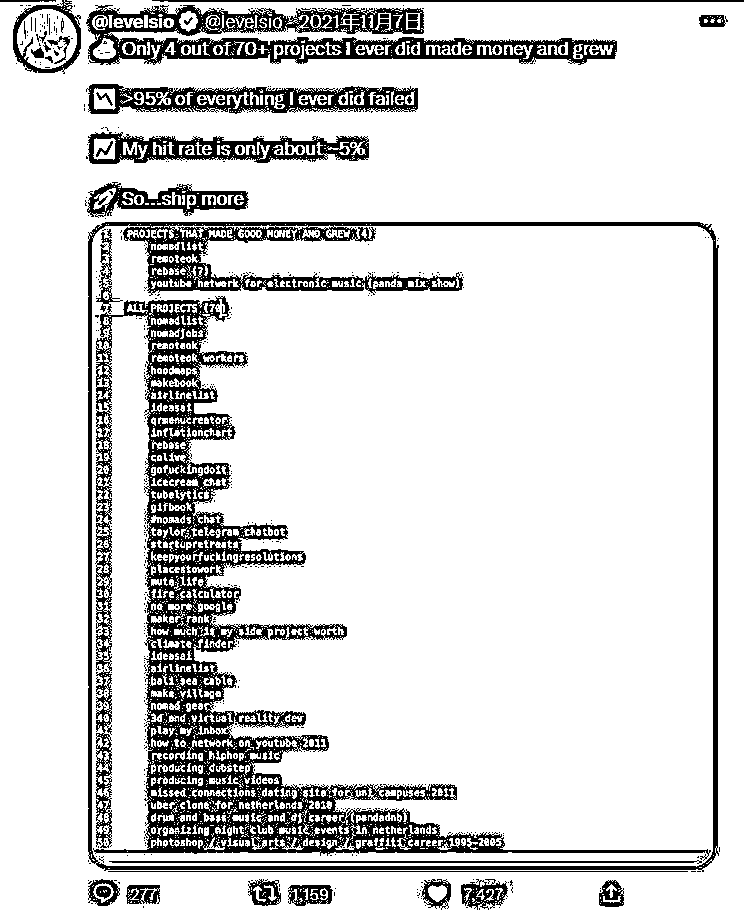 @levelsio @levelsio · 2021年11月7日
Only 4 out of 70+ projects I ever did made money and grew
>95% of everything I ever did failed
My hit rate is only about ~5%
So...ship more
1 PROJECTS THAT MADE GOOD MONEY AND GREW (4)
2 nomadlist
3 remoteok
4 rebase (?)
5 youtube network for electronic music (panda mix show)
6
7 ALL PROJECTS (70)
8 nomadlist
9 nomadjobs
10 remoteok
11 remoteok workers
12 hoodmaps
13 makebook
14 airlinelist
15 ideasai
16 qrmenucreator
17 inflationchart
18 rebase
19 colive
20 gofuckingdoit
21 icecream chat
22 tubelytics
23 gifbook
24 #nomads chat
25 taylor telegram chatbot
26 startupretreats
27 keepyourfuckingresolutions
28 placestowork
29 mute life
30 fire calculator
31 no more google
32 maker rank
33 how much is my side project worth
34 climate finder
35 ideasai
36 airlinelist
37 bali sea cable
38 make village
39 nomad gear
40 3d and virtual reality dev
41 play my inbox
42 how to network on youtube 2011
43 recording hiphop music
44 producing dubstep
45 producing music videos
46 missed connections dating site for uni campuses 2011
47 uber clone for netherlands 2010
48 drum and bass music and dj career (pandadnb)
49 organizing night club music events in netherlands
50 photoshop / visual arts / design / graffiti career 1995-2005
277 1,159 7,427